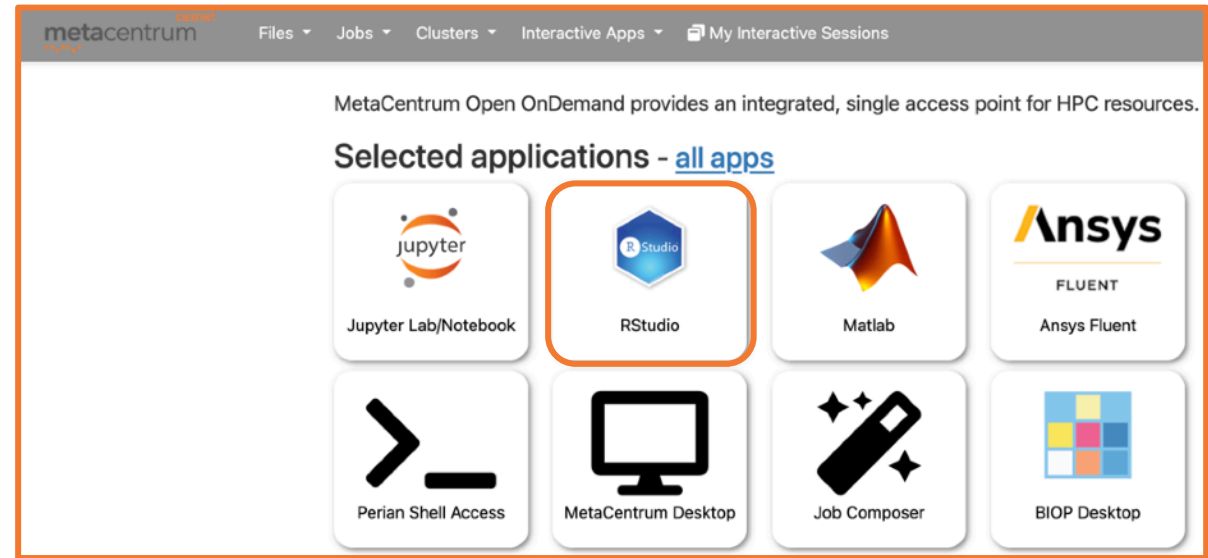 metacentrum
Files Jobs Clusters Interactive Apps My Interactive Sessions
MetaCentrum Open OnDemand provides an integrated, single access point for HPC resources.
Selected applications - all apps
jupyter
R Studio
Ansys
FLUENT
Jupyter Lab/Notebook
RStudio
Matlab
Ansys Fluent
Perian Shell Access
MetaCentrum Desktop
Job Composer
BIOP Desktop